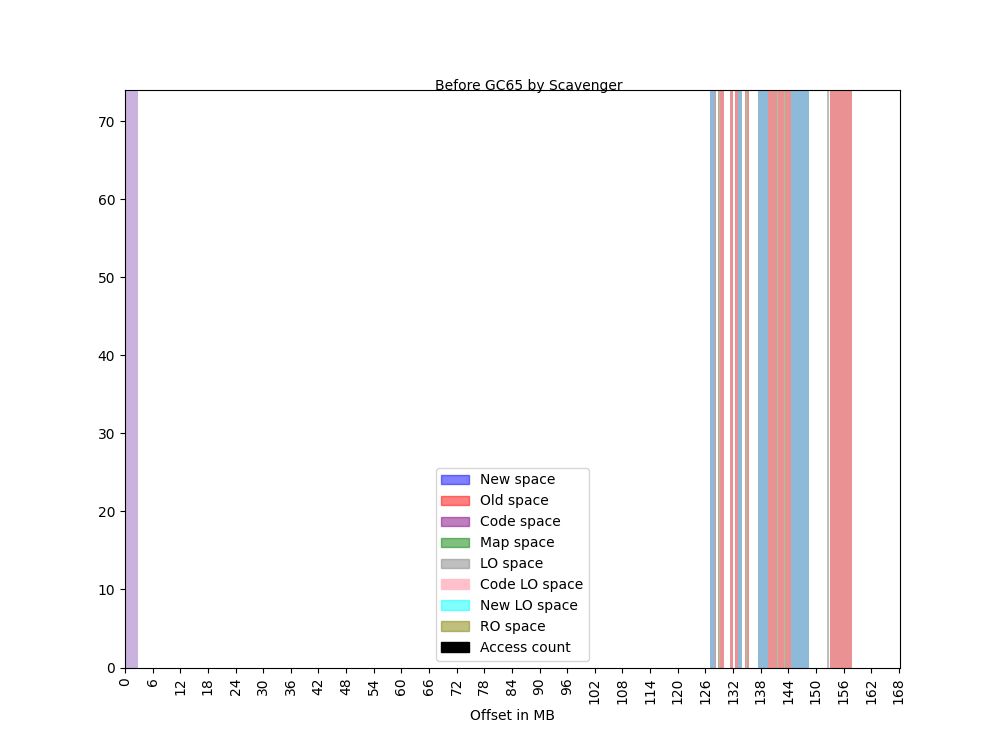 Before GC65 by Scavenger
70
60
50
40
30
20
10
0
New space
Old space
Code space
Map space
LO space
Code LO space
New LO space
RO space
Access count
0 6 12 18 24 30 36 42 48 54 60 66 72 78 84 90 96 102 108 114 120 126 132 138 144 150 156 162 168
Offset in MB